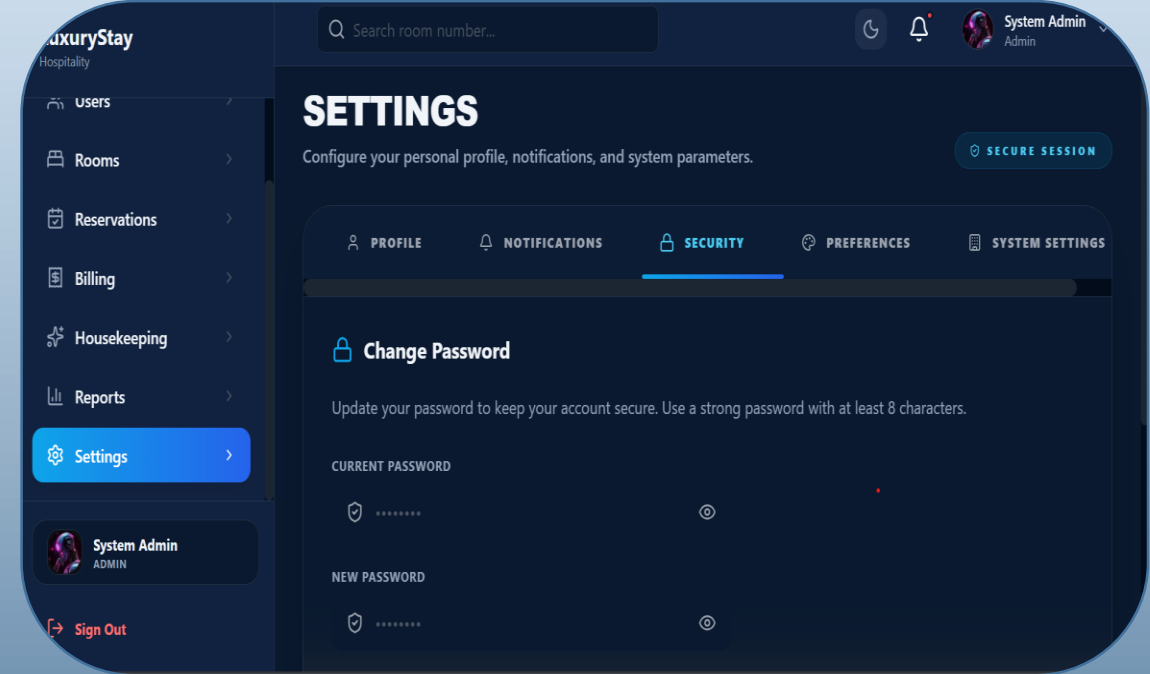 uxuryStay
Hospitality
Search room number...
System Admin
Admin
Users
Rooms
Reservations
Billing
Housekeeping
Reports
Settings
System Admin
ADMIN
Sign Out
SETTINGS
Configure your personal profile, notifications, and system parameters.
SECURE SESSION
PROFILE
NOTIFICATIONS
SECURITY
PREFERENCES
SYSTEM SETTINGS
Change Password
Update your password to keep your account secure. Use a strong password with at least 8 characters.
CURRENT PASSWORD
••••••••
NEW PASSWORD
••••••••